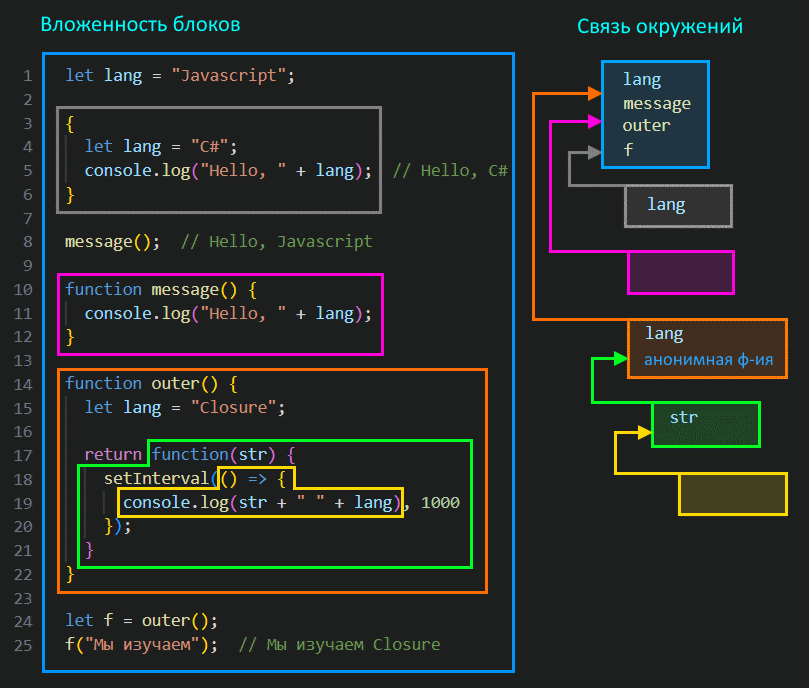 Вложенность блоков
1 let lang = "Javascript";
2
3 {
4 let lang = "C#";
5 console.log("Hello, " + lang); // Hello, C#
6 }
7
8 message(); // Hello, Javascript
9
10 function message() {
11 console.log("Hello, " + lang);
12 }
13
14 function outer() {
15 let lang = "Closure";
16
17 return function(str) {
18 setInterval(() => {
19 console.log(str + " " + lang), 1000
20 });
21 }
22 }
23
24 let f = outer();
25 f("Мы изучаем"); // Мы изучаем Closure
Связь окружений
lang
message
outer
f
lang
lang
анонимная ф-ия
str